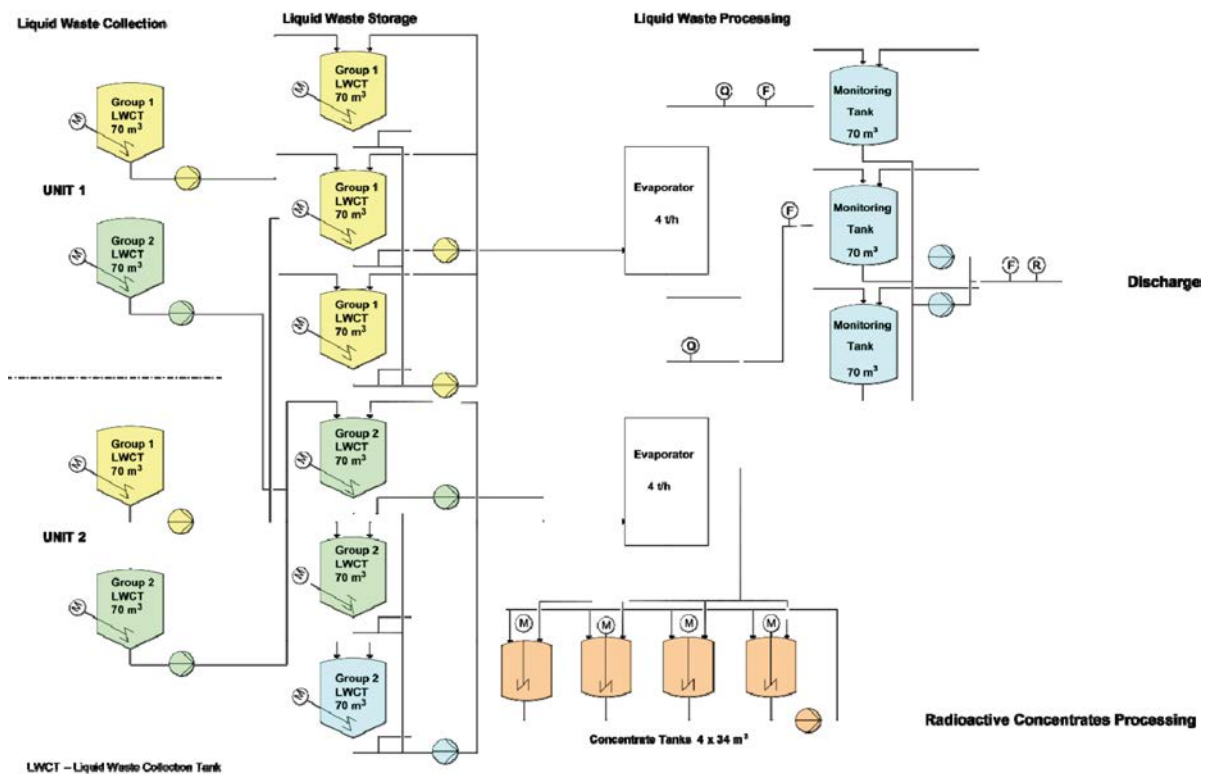 Liquid Waste Collection
Liquid Waste Storage
Liquid Waste Processing
Group 1
LWCT
70 m³
M
UNIT 1
Group 2
LWCT
70 m³
M
Group 1
LWCT
70 m³
M
UNIT 2
Group 2
LWCT
70 m³
M
Group 1
LWCT
70 m³
M
Group 1
LWCT
70 m³
M
Group 1
LWCT
70 m³
M
Group 2
LWCT
70 m³
M
Group 2
LWCT
70 m³
M
Group 2
LWCT
70 m³
M
Evaporator
4 t/h
Evaporator
4 t/h
Q F
F
Q
Monitoring
Tank
70 m³
Monitoring
Tank
70 m³
Monitoring
Tank
70 m³
F R
Discharge
M M M M
Concentrate Tanks 4 x 34 m³
Radioactive Concentrates Processing
LWCT – Liquid Waste Collection Tank